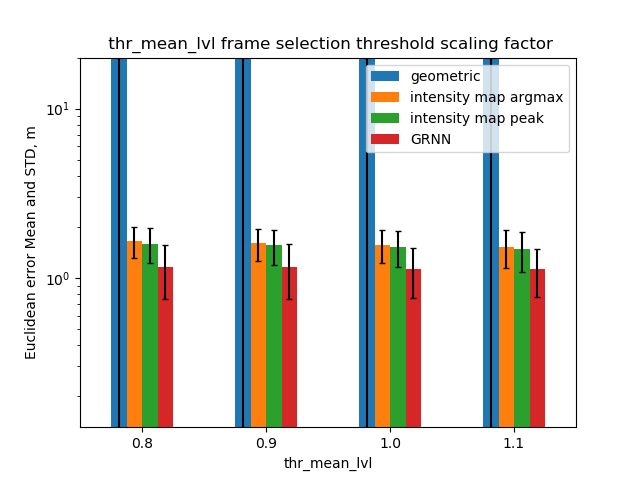 thr_mean_lvl frame selection threshold scaling factor
Euclidean error Mean and STD, m
10¹
10⁰
geometric
intensity map argmax
intensity map peak
GRNN
0.8 0.9 1.0 1.1
thr_mean_lvl